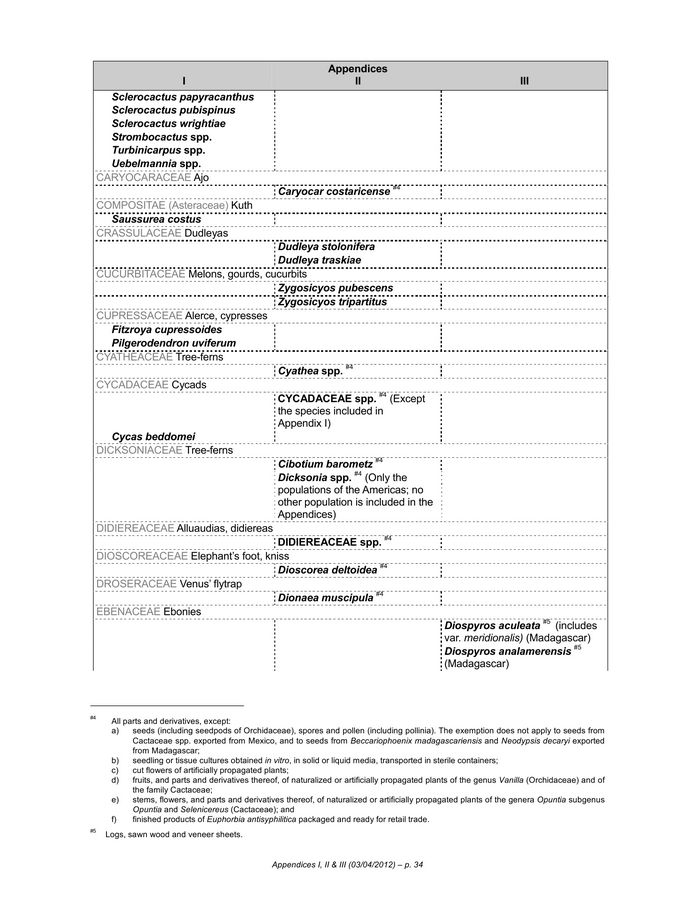 Appendices
I II III
Sclerocactus papyracanthus
Sclerocactus pubispinus
Sclerocactus wrightiae
Strombocactus spp.
Turbinicarpus spp.
Uebelmannia spp.
CARYOCARACEAE Ajo
Caryocar costaricense #4
COMPOSITAE (Asteraceae) Kuth
Saussurea costus
CRASSULACEAE Dudleyas
Dudleya stolonifera
Dudleya traskiae
CUCURBITACEAE Melons, gourds, cucurbits
Zygosicyos pubescens
Zygosicyos tripartitus
CUPRESSACEAE Alerce, cypresses
Fitzroya cupressoides
Pilgerodendron uviferum
CYATHEACEAE Tree-ferns
Cyathea spp. #4
CYCADACEAE Cycads
CYCADACEAE spp. #4 (Except
the species included in
Appendix I)
Cycas beddomei
DICKSONIACEAE Tree-ferns
Cibotium barometz #4
Dicksonia spp. #4 (Only the
populations of the Americas; no
other population is included in the
Appendices)
DIDIEREACEAE Alluaudias, didiereas
DIDIEREACEAE spp. #4
DIOSCOREACEAE Elephant's foot, kniss
Dioscorea deltoidea #4
DROSERACEAE Venus' flytrap
Dionaea muscipula #4
EBENACEAE Ebonies
Diospyros aculeata #5 (includes
var. meridionalis) (Madagascar)
Diospyros analamerensis #5
(Madagascar)
#4 All parts and derivatives, except:
a) seeds (including seedpods of Orchidaceae), spores and pollen (including pollinia). The exemption does not apply to seeds from
Cactaceae spp. exported from Mexico, and to seeds from Beccariophoenix madagascariensis and Neodypsis decaryi exported
from Madagascar;
b) seedling or tissue cultures obtained in vitro, in solid or liquid media, transported in sterile containers;
c) cut flowers of artificially propagated plants;
d) fruits, and parts and derivatives thereof, of naturalized or artificially propagated plants of the genus Vanilla (Orchidaceae) and of
the family Cactaceae;
e) stems, flowers, and parts and derivatives thereof, of naturalized or artificially propagated plants of the genera Opuntia subgenus
Opuntia and Selenicereus (Cactaceae); and
f) finished products of Euphorbia antisyphilitica packaged and ready for retail trade.
#5 Logs, sawn wood and veneer sheets.
Appendices I, II & III (03/04/2012) – p. 34